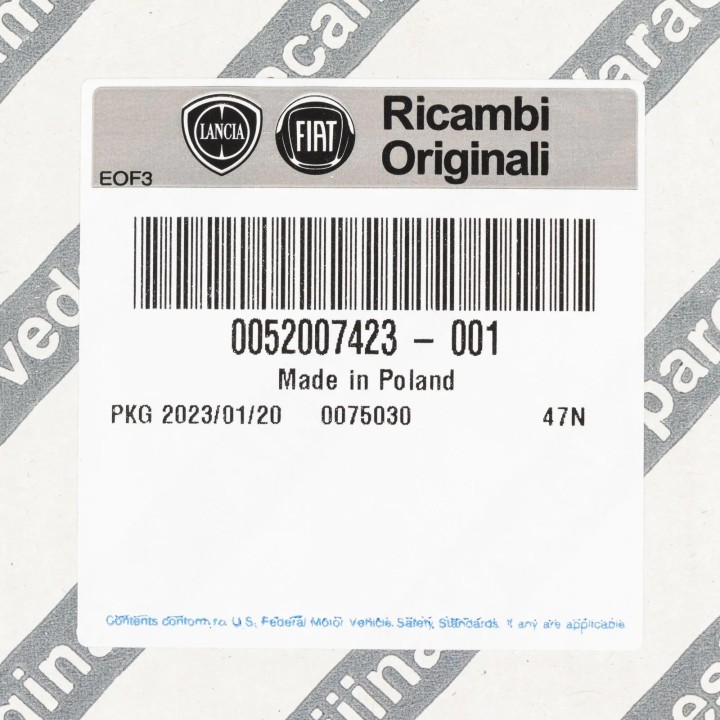 LANCIA
FIAT
Ricambi
Originali
EOF3
0052007423 - 001
Made in Poland
PKG 2023/01/20 0075030 47N
Contents conform to U.S. Federal Motor Vehicle Safety Standards if any are applicable